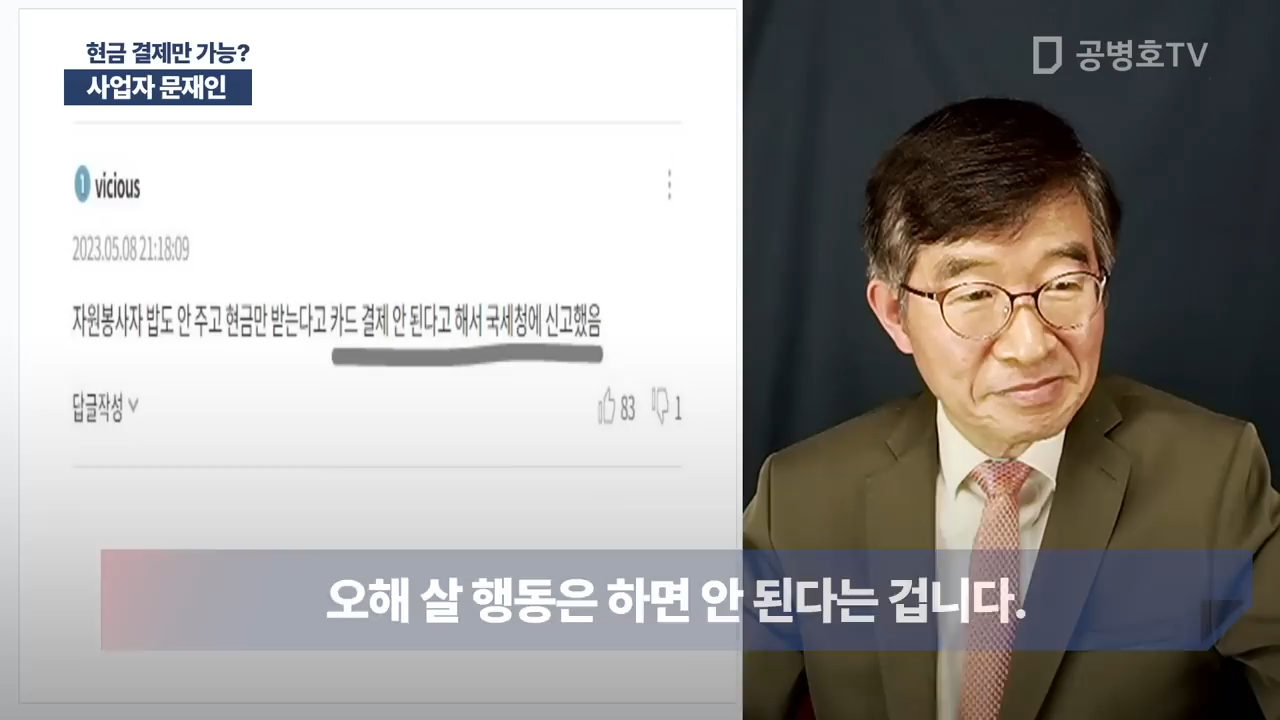 현금 결제만 가능?
사업자 문재인
공병호TV
1 vicious
2023.05.08 21:18:09
자원봉사자 밥도 안 주고 현금만 받는다고 카드 결제 안 된다고 해서 국세청에 신고했음
답글작성
83 1
오해 살 행동은 하면 안 된다는 겁니다.